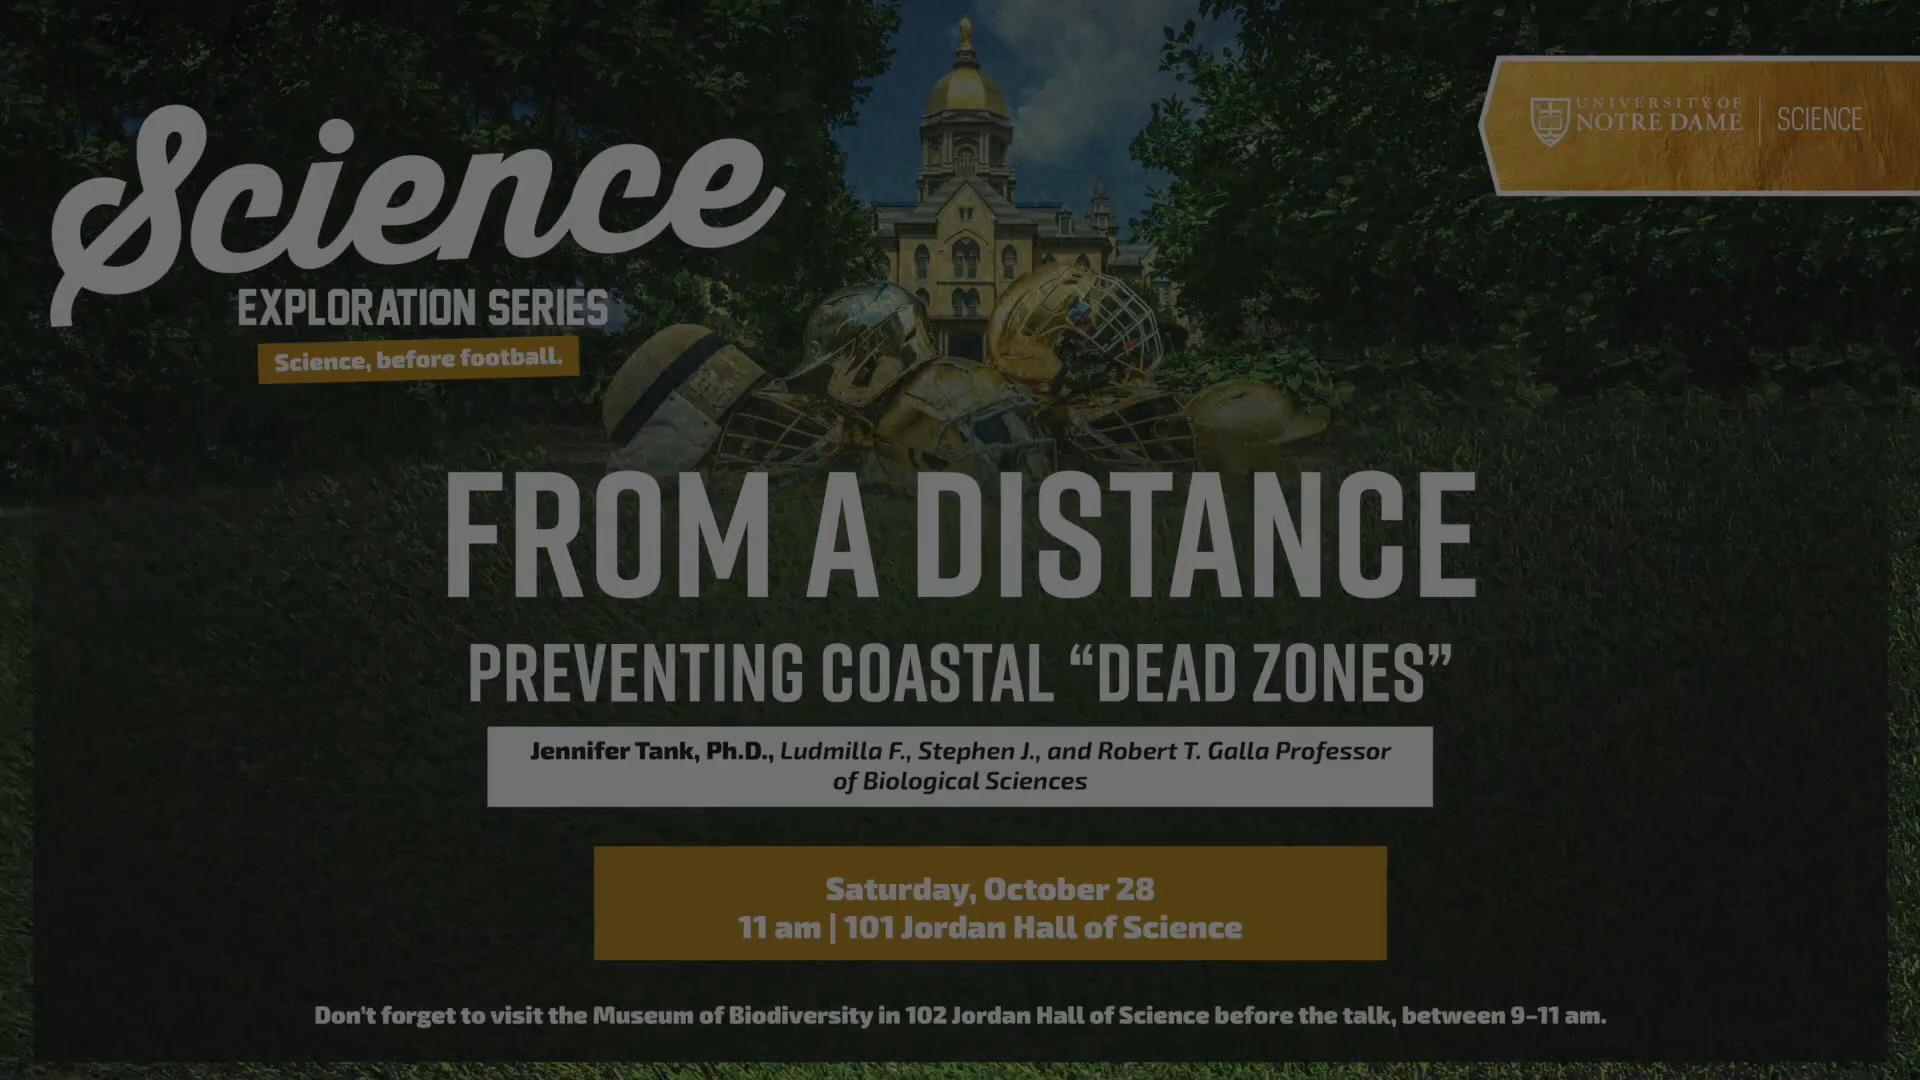 Science
EXPLORATION SERIES
Science, before football.
UNIVERSITY OF
NOTRE DAME
SCIENCE
FROM A DISTANCE
PREVENTING COASTAL “DEAD ZONES”
Jennifer Tank, Ph.D., Ludmilla F., Stephen J., and Robert T. Galla Professor
of Biological Sciences
Saturday, October 28
11 am | 101 Jordan Hall of Science
Don't forget to visit the Museum of Biodiversity in 102 Jordan Hall of Science before the talk, between 9–11 am.